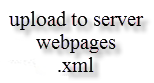 upload to server
webpages
.xml